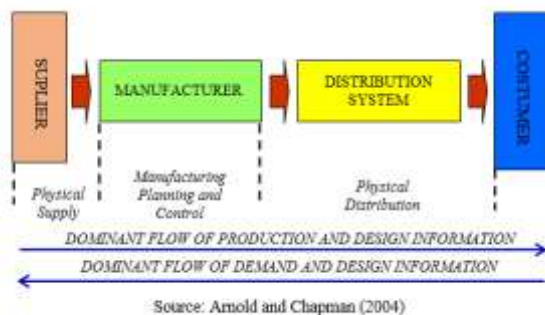 SUPLIER
MANUFACTURER
DISTRIBUTION
SYSTEM
COSTUMER
Physical
Supply
Manufacturing
Planning and
Control
Physical
Distribution
DOMINANT FLOW OF PRODUCTION AND DESIGN INFORMATION
DOMINANT FLOW OF DEMAND AND DESIGN INFORMATION
Source: Arnold and Chapman (2004)